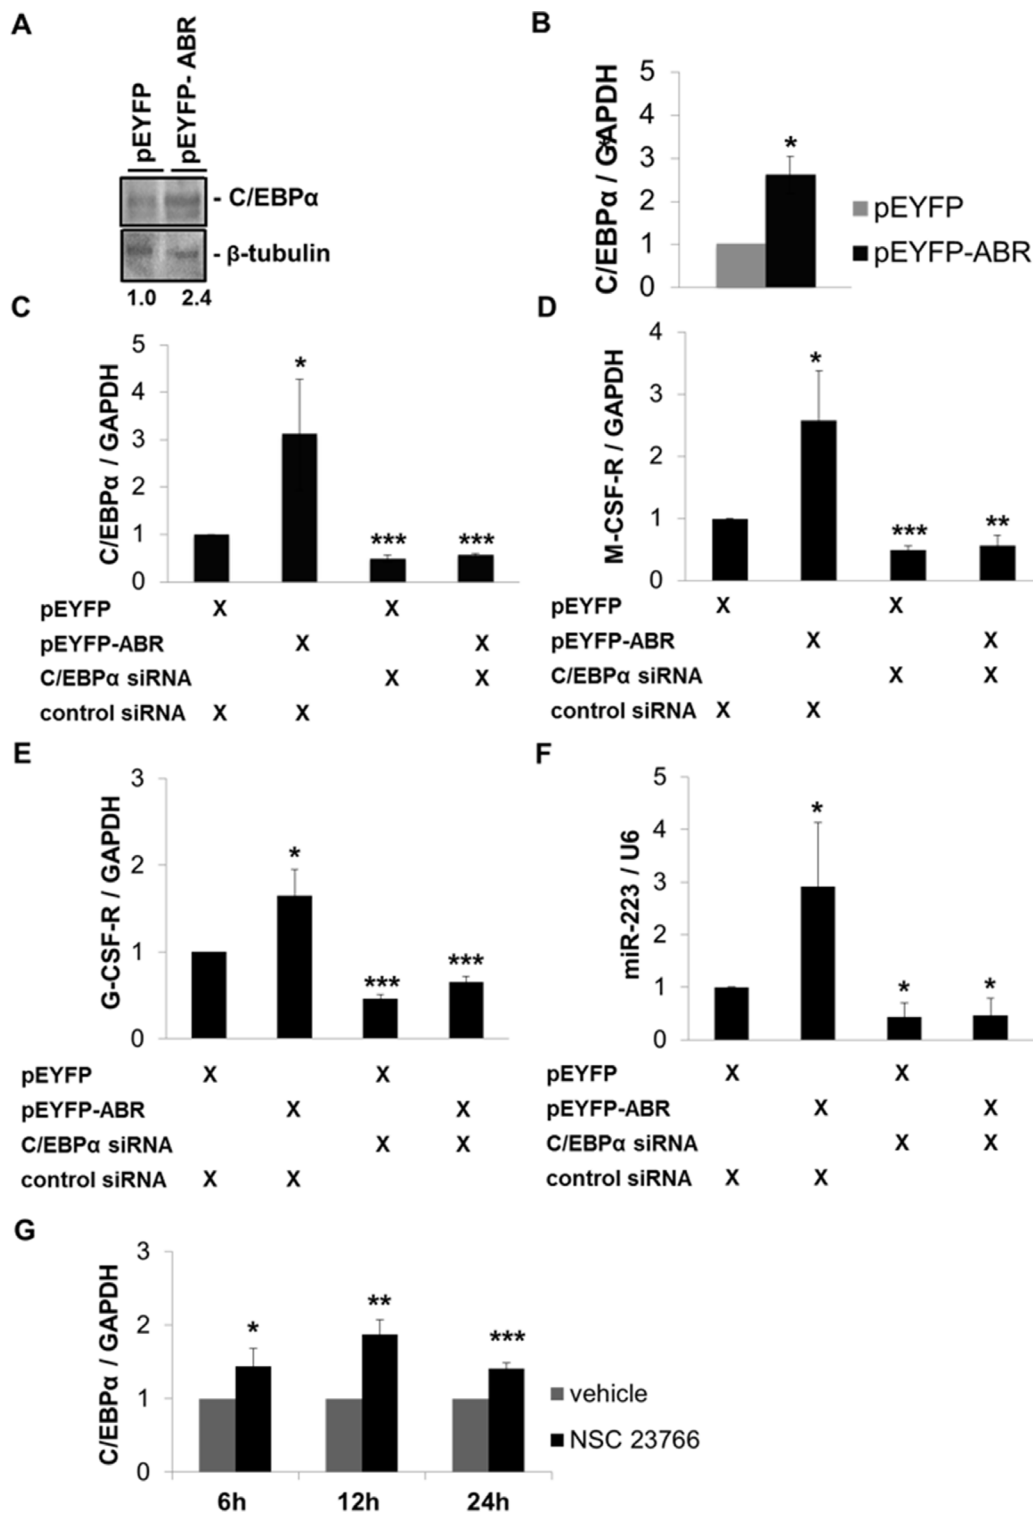 A
pEYFP
pEYFP- ABR
- C/EBPα
- β-tubulin
1.0 2.4
B
C/EBPα / GAPDH
*
5
4
3
2
1
0
*
pEYFP
pEYFP-ABR
C
C/EBPα / GAPDH
5
4
3
2
1
0
* *** ***
pEYFP X X
pEYFP-ABR X X
C/EBPα siRNA X X
control siRNA X X
D
M-CSF-R / GAPDH
4
3
2
1
0
* *** **
pEYFP X X
pEYFP-ABR X X
C/EBPα siRNA X X
control siRNA X X
E
G-CSF-R / GAPDH
3
2
1
0
* *** ***
pEYFP X X
pEYFP-ABR X X
C/EBPα siRNA X X
control siRNA X X
F
miR-223 / U6
5
4
3
2
1
0
* * *
pEYFP X X
pEYFP-ABR X X
C/EBPα siRNA X X
control siRNA X X
G
C/EBPα / GAPDH
3
2
1
0
* ** ***
6h 12h 24h
vehicle
NSC 23766